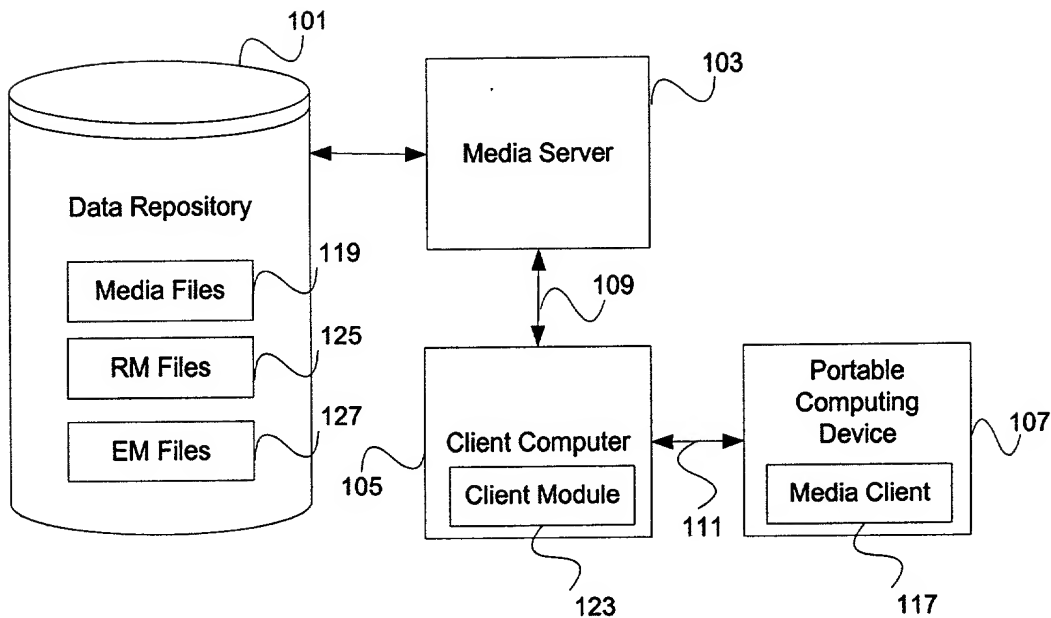 101
103
Media Server
Data Repository
119
Media Files
109
125
RM Files
Portable
Computing
Device
107
127
EM Files
Client Computer
105
Client Module
Media Client
111
123
117